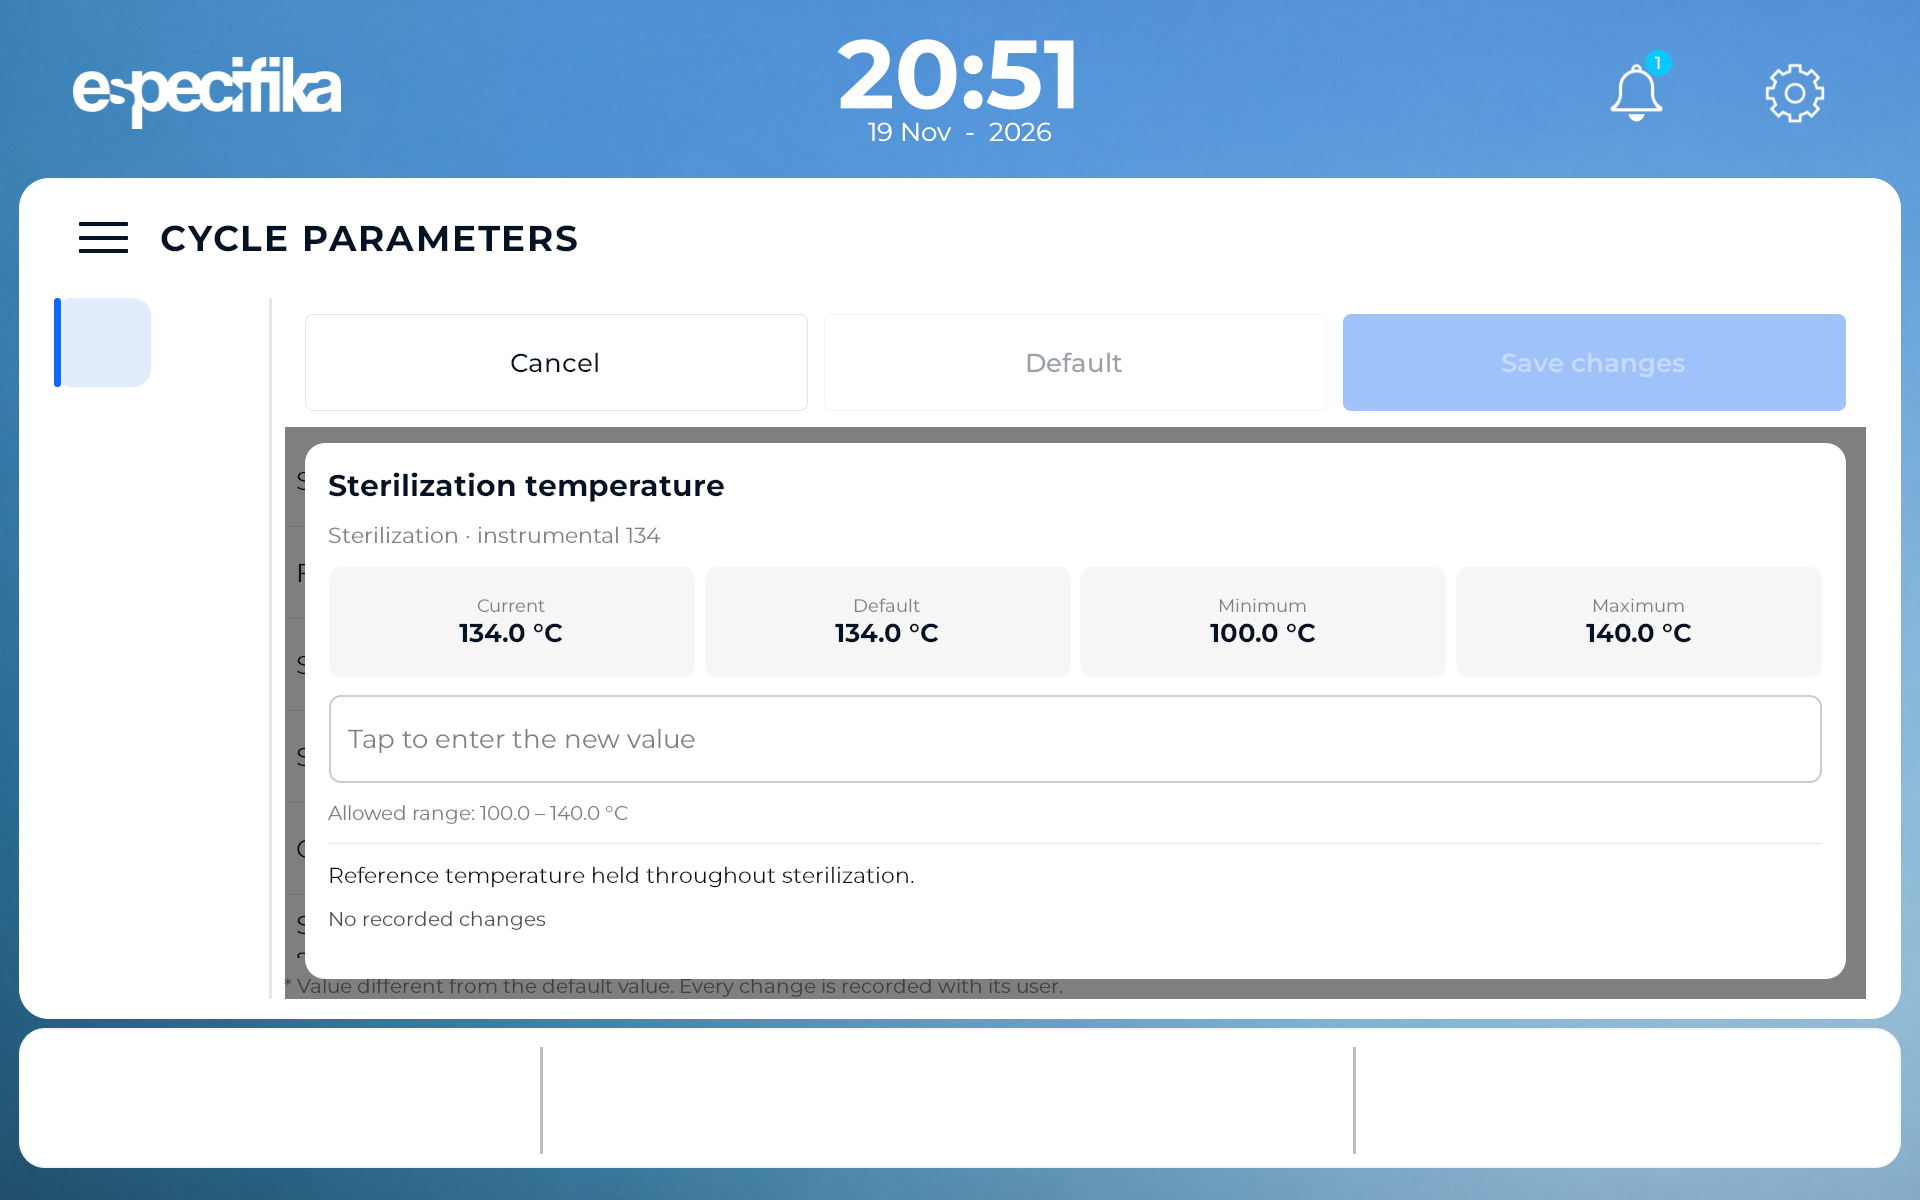 especifika
20:51
1
19 Nov - 2026
CYCLE PARAMETERS
Cancel
Default
Save changes
Sterilization temperature
Sterilization · instrumental 134
Current
134.0 °C
Default
134.0 °C
Minimum
100.0 °C
Maximum
140.0 °C
Tap to enter the new value
Allowed range: 100.0 – 140.0 °C
Reference temperature held throughout sterilization.
No recorded changes
* Value different from the default value. Every change is recorded with its user.